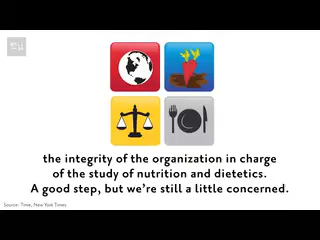 the integrity of the organization in charge
of the study of nutrition and dietetics.
A good step, but we're still a little concerned.
Source: Time, New York Times